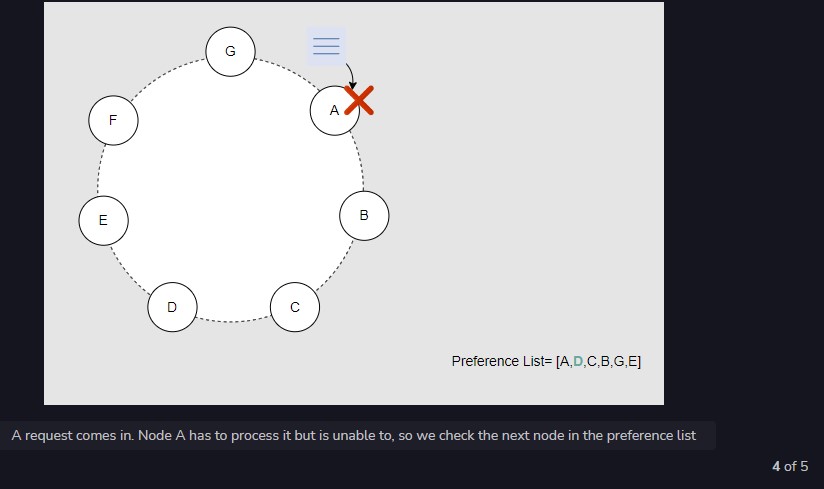 G
A
F
B
E
D
C
Preference List= [A,D,C,B,G,E]
A request comes in. Node A has to process it but is unable to, so we check the next node in the preference list
4 of 5